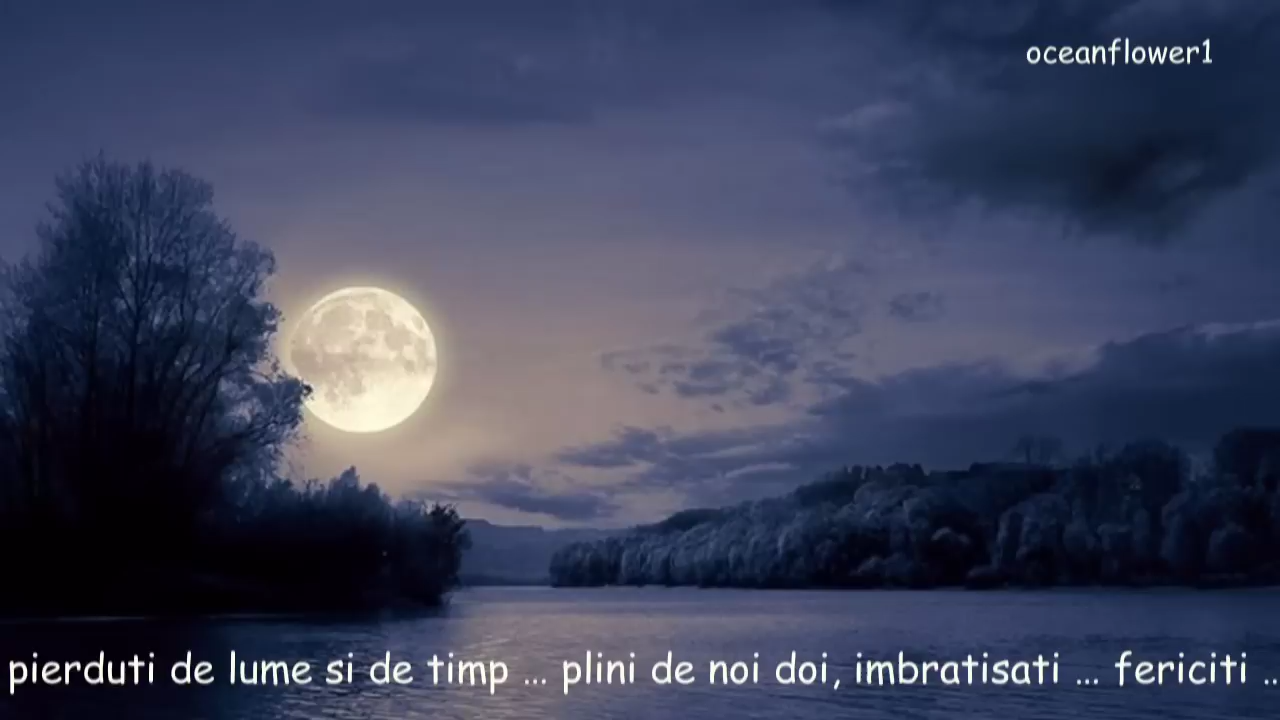 oceanflower1
pierduti de lume si de timp ... plini de noi doi, imbratisati ... fericiti ..